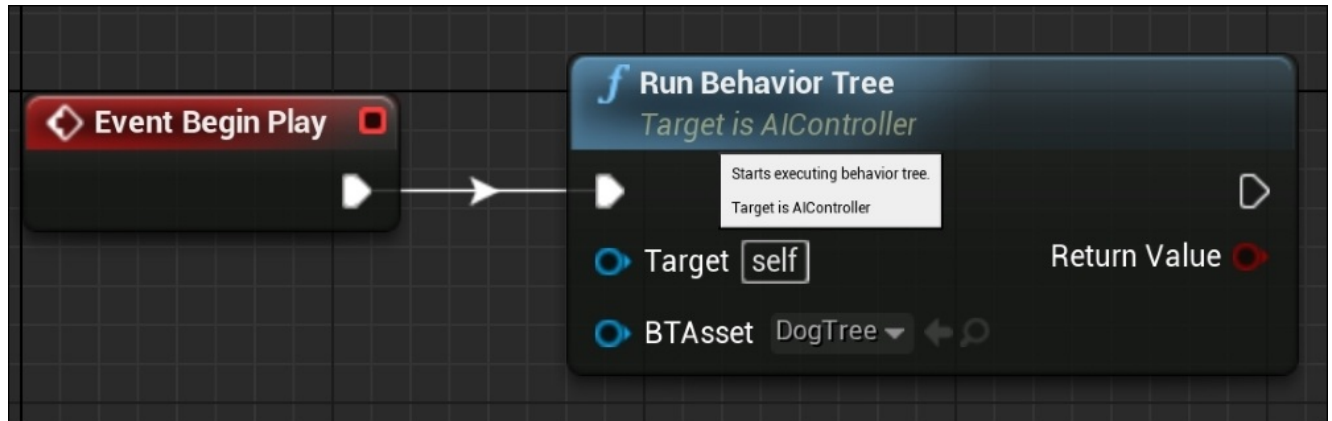 Event Begin Play
f Run Behavior Tree
Target is AIController
Starts executing behavior tree.
Target is AIController
Target self
Return Value
BTAsset DogTree